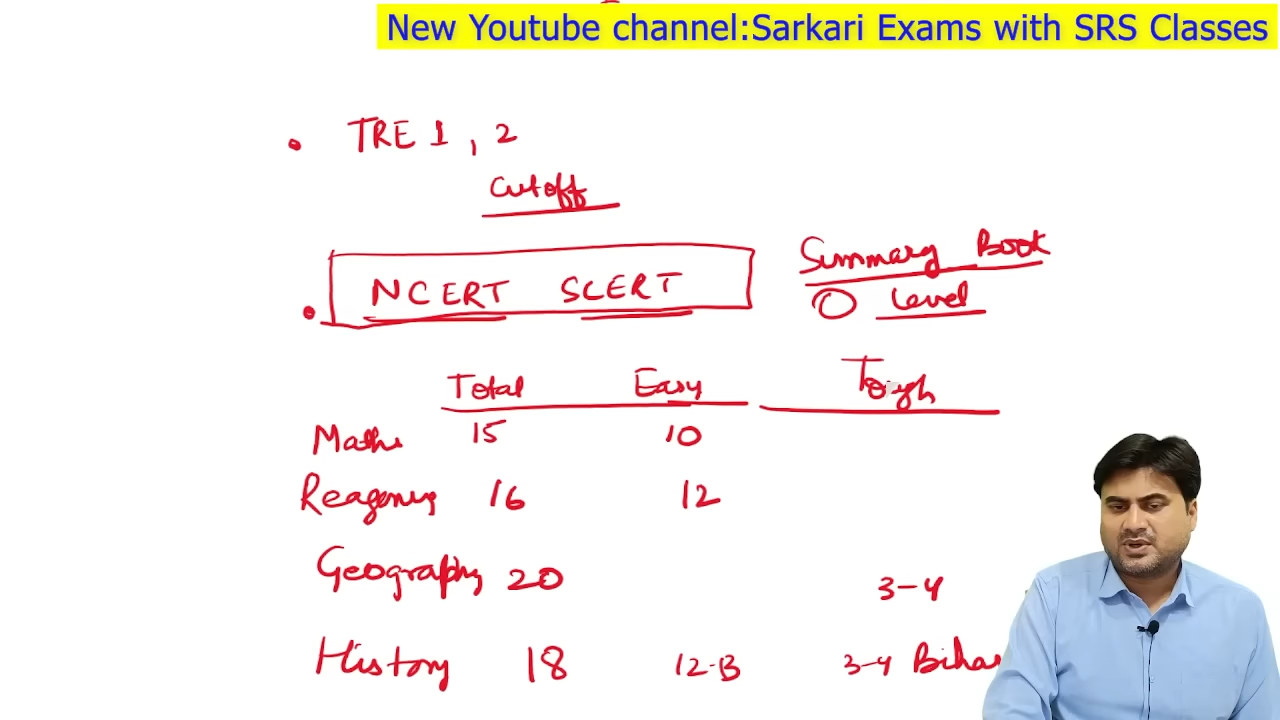 New Youtube channel:Sarkari Exams with SRS Classes
• TRE 1, 2
Cutoff
• NCERT SCERT
Summary Book
O Level
Total Easy Tough
Maths 15 10
Reasoning 16 12
Geography 20 3-4
History 18 12-13 3-4 Bihar